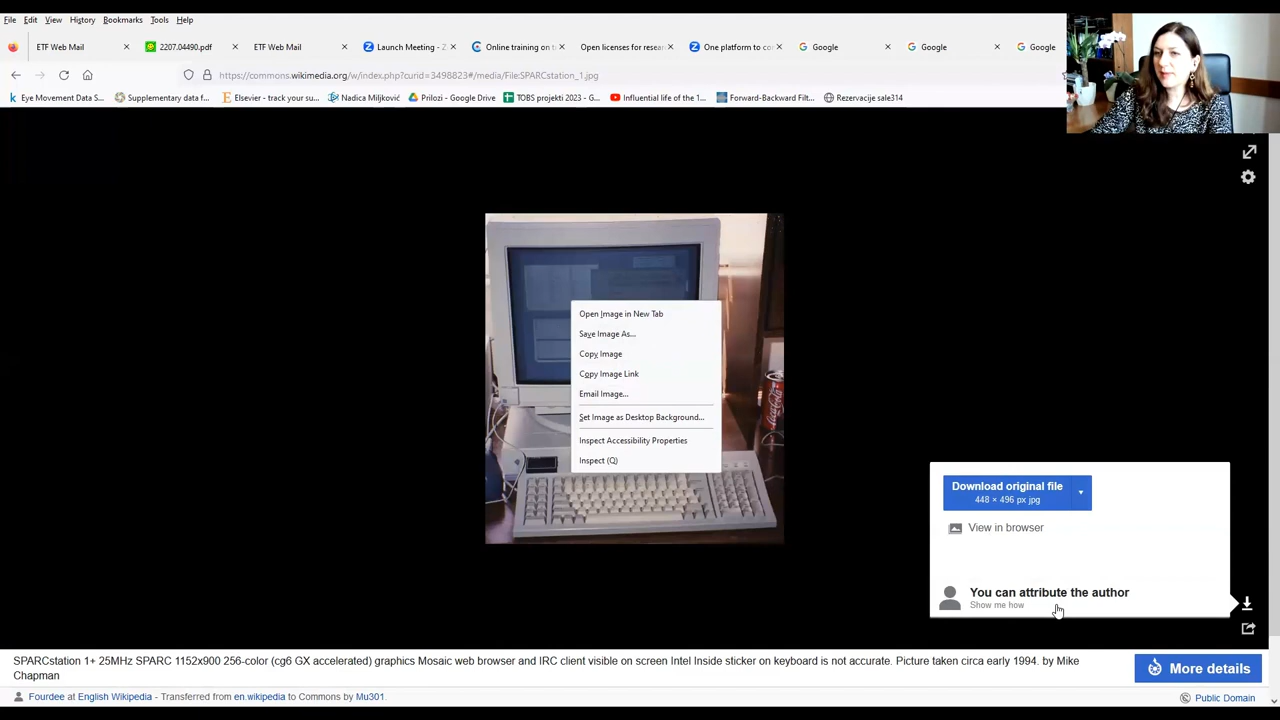 File Edit View History Bookmarks Tools Help
ETF Web Mail 2207.04490.pdf ETF Web Mail Launch Meeting - Z Online training on t Open licenses for resear One platform to co Google Google Google
https://commons.wikimedia.org/w/index.php?curid=3498823#/media/File:SPARCstation_1.jpg
Eye Movement Data S... Supplementary data f... Elsevier - track your su... Nadica Miljković Prilozi - Google Drive TOBS projekti 2023 - G... Influential life of the 1... Forward-Backward Filt... Rezervacije sale314
Open Image in New Tab
Save Image As...
Copy Image
Copy Image Link
Email Image...
Set Image as Desktop Background...
Inspect Accessibility Properties
Inspect (Q)
Coca-Cola
Download original file
448 × 496 px jpg
View in browser
You can attribute the author
Show me how
SPARCstation 1+ 25MHz SPARC 1152x900 256-color (cg6 GX accelerated) graphics Mosaic web browser and IRC client visible on screen Intel Inside sticker on keyboard is not accurate. Picture taken circa early 1994. by Mike
Chapman
More details
Fourdee at English Wikipedia - Transferred from en.wikipedia to Commons by Mu301.
Public Domain